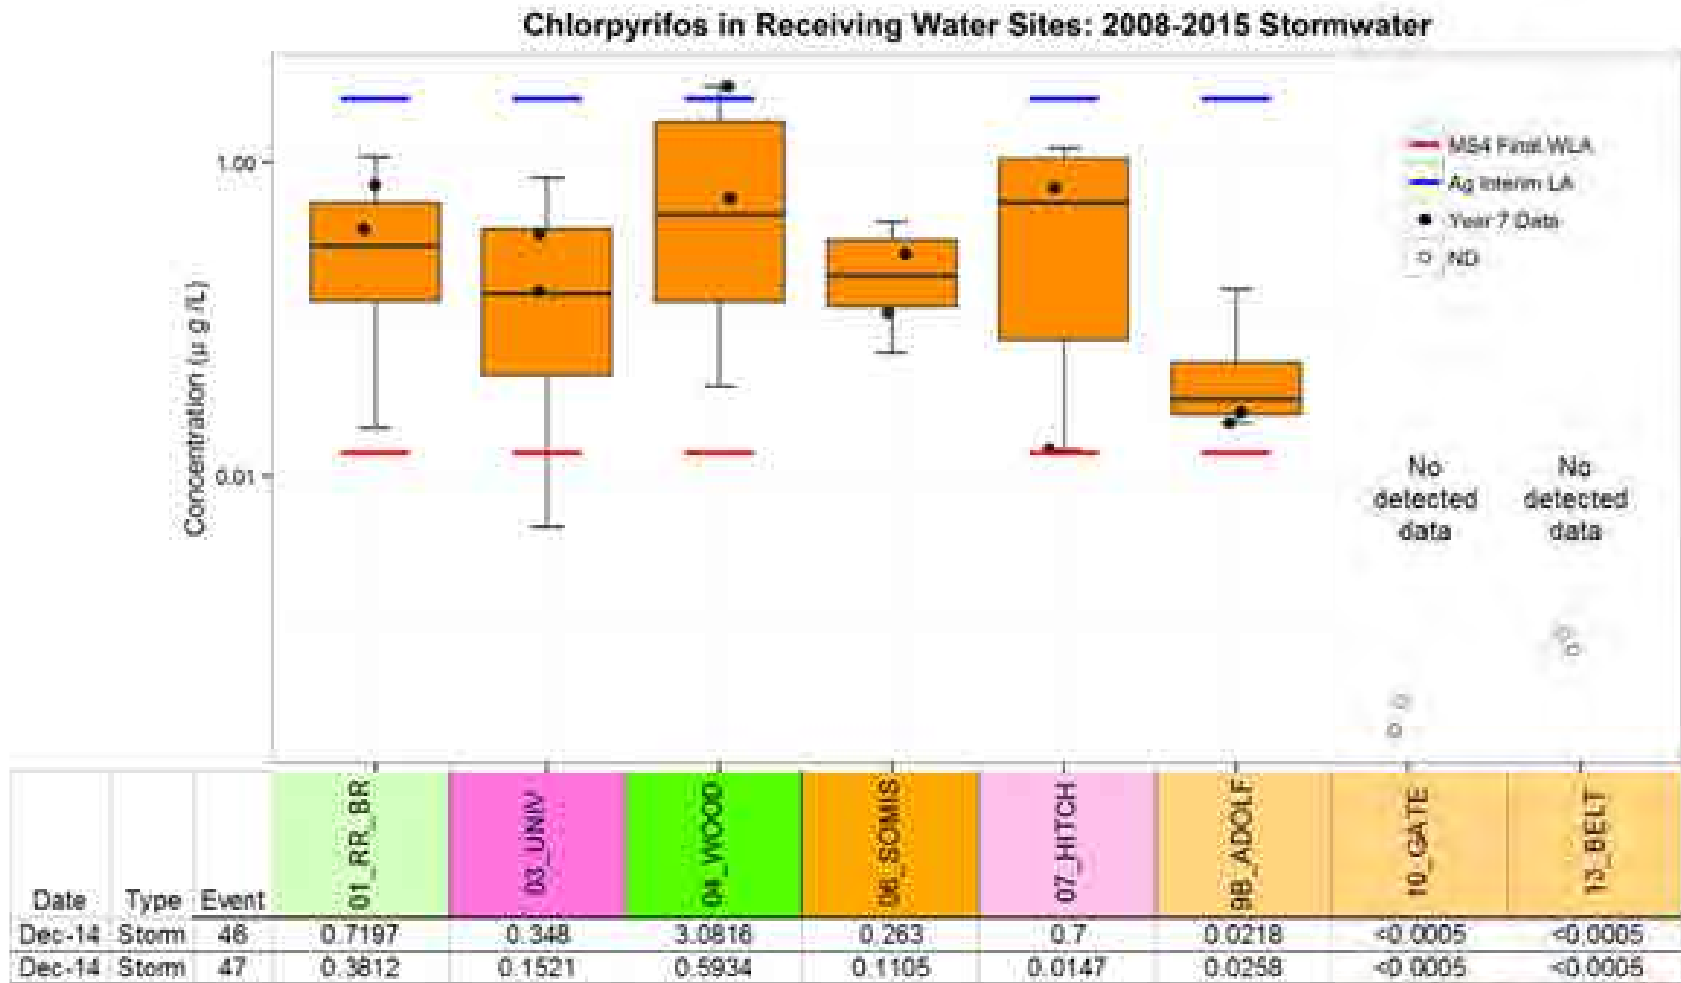 Chlorpyrifos in Receiving Water Sites: 2008-2015 Stormwater
Concentration (µ g /L)
1.00
0.01
MS4 Final WLA
Ag Interim LA
Year 7 Data
ND
No detected data
No detected data
Date Type Event 01_RR_BR 03_UNIV 04_WOOD 06_SOMIS 07_HITCH 9B_ADOLF 10_GATE 13_BELT
Dec-14 Storm 46 0.7197 0.348 3.0816 0.263 0.7 0.0218 <0.0005 <0.0005
Dec-14 Storm 47 0.3812 0.1521 0.5934 0.1105 0.0147 0.0258 <0.0005 <0.0005